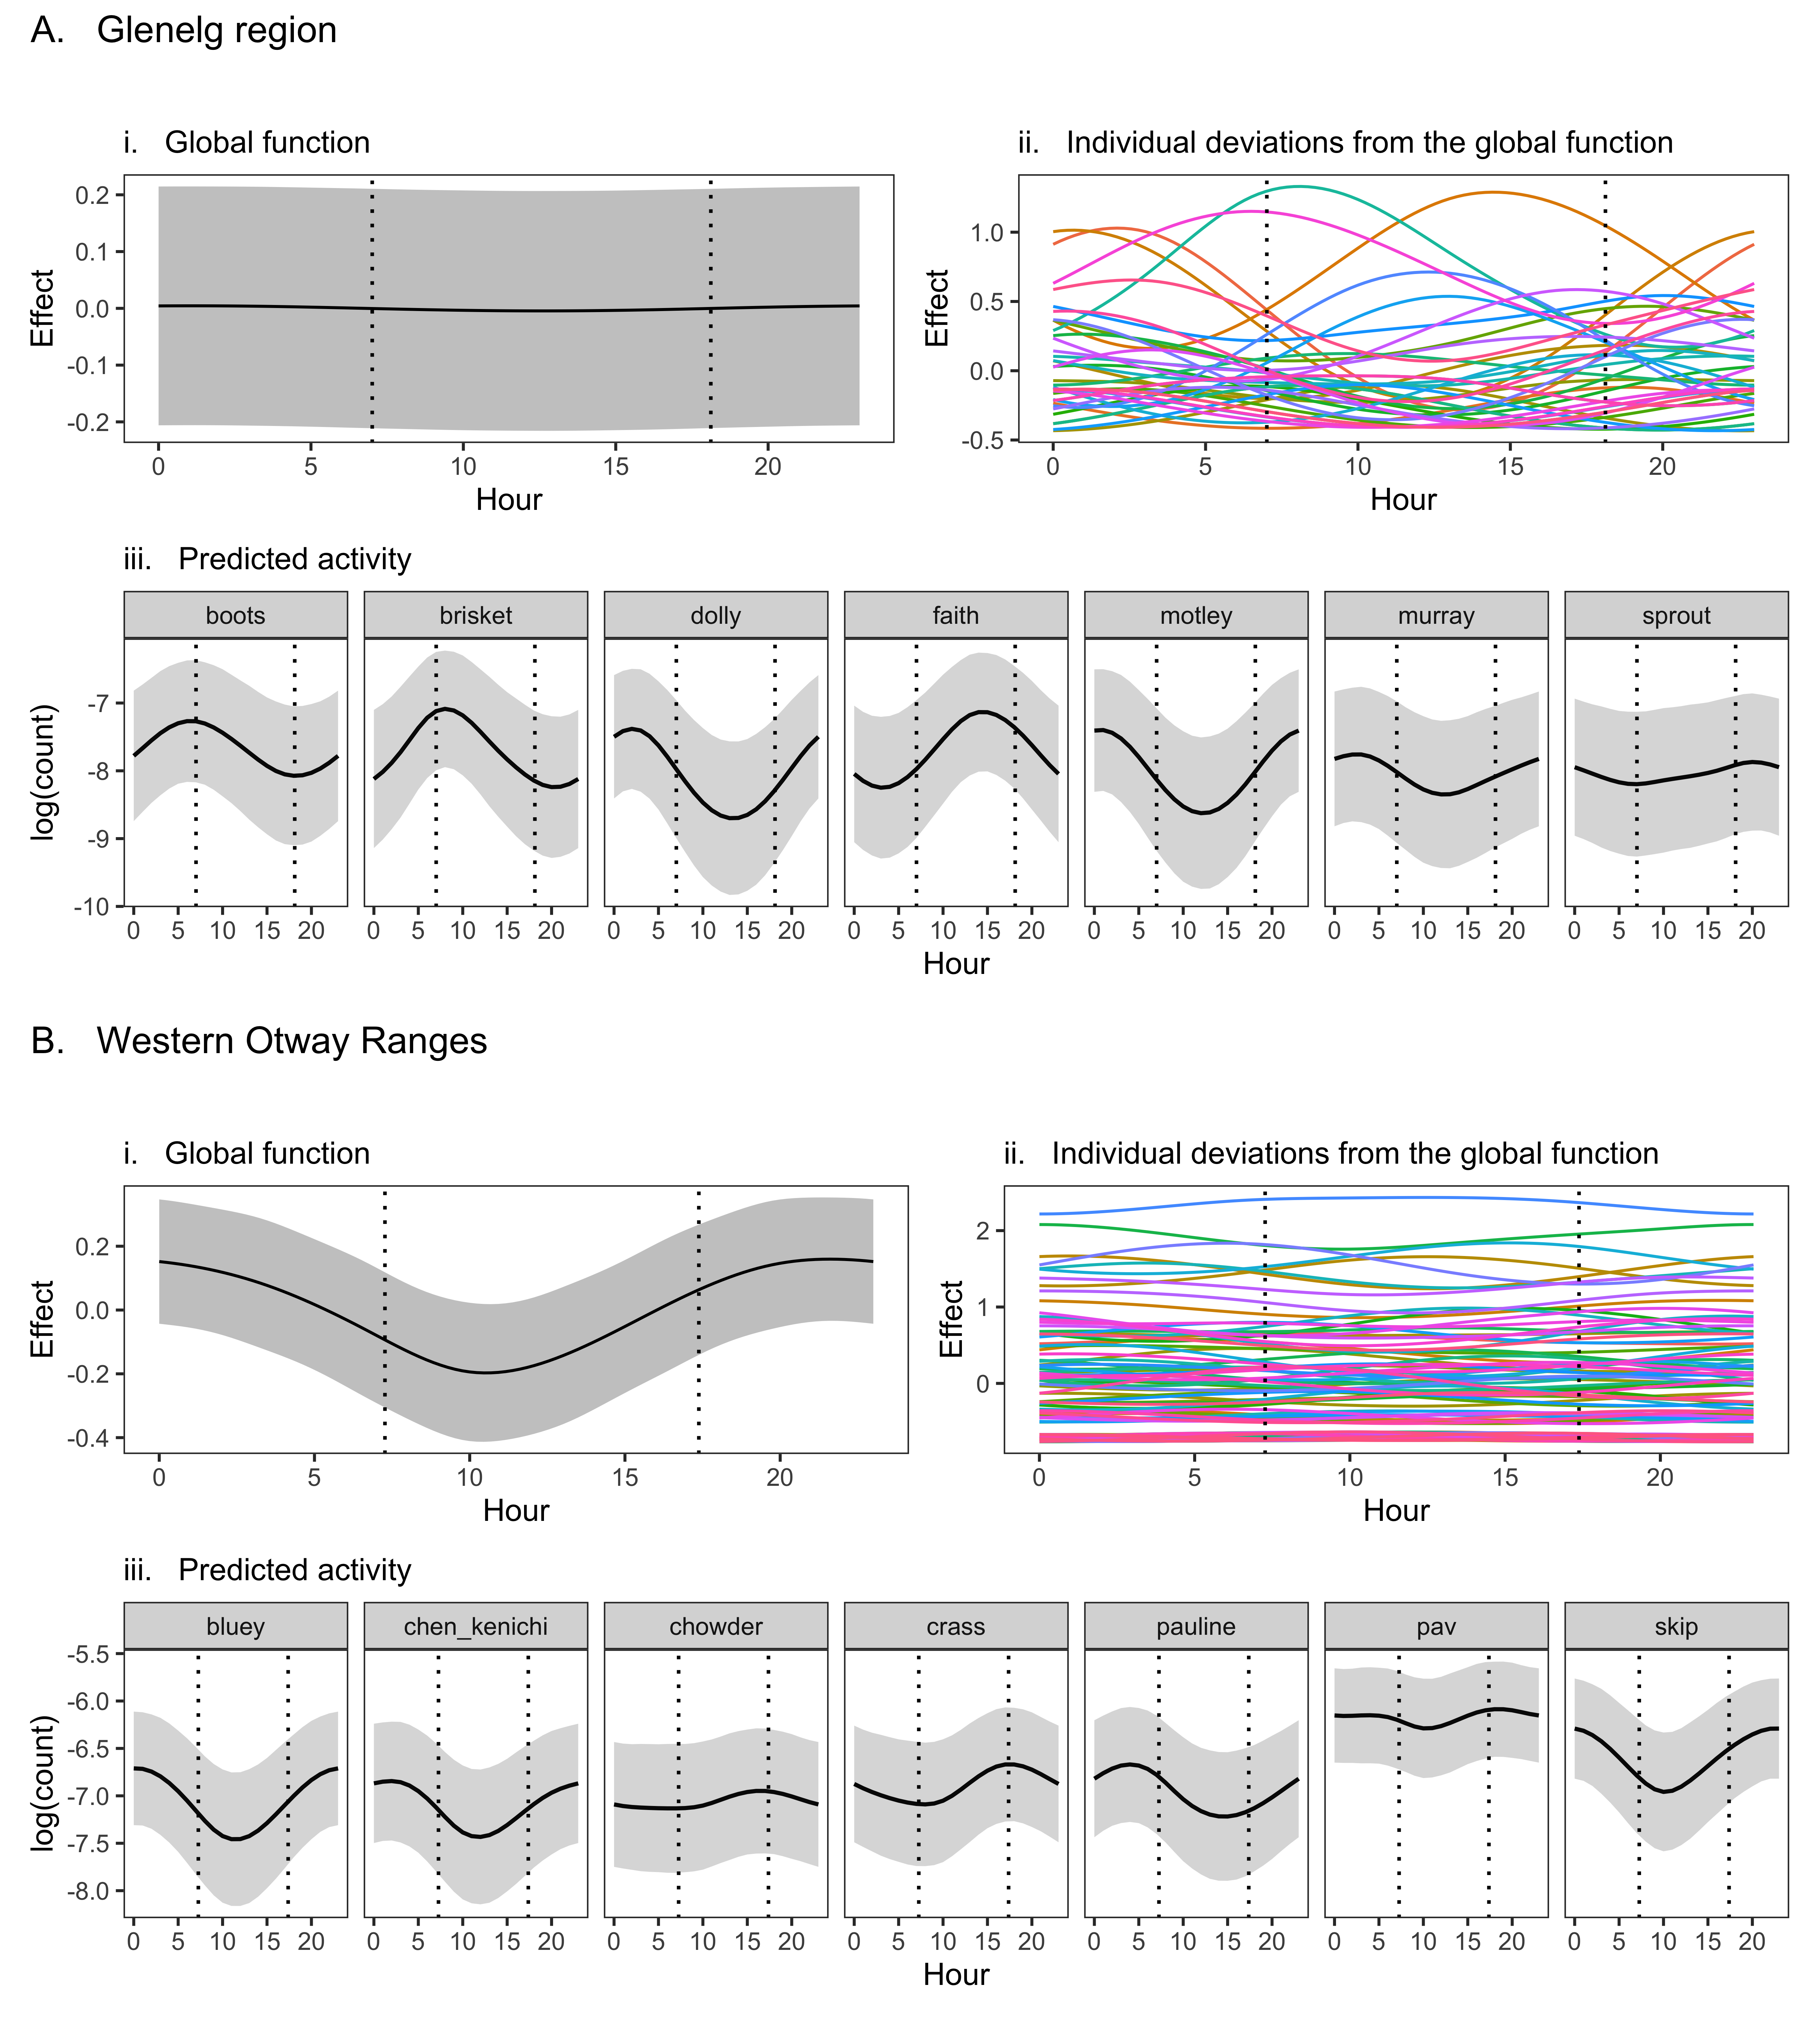 A. Glenelg region
i. Global function
ii. Individual deviations from the global function
0.2
0.1
0.0
-0.1
-0.2
Effect
0 5 10 15 20
Hour
1.0
0.5
0.0
-0.5
Effect
0 5 10 15 20
Hour
iii. Predicted activity
boots brisket dolly faith motley murray sprout
-7
-8
-9
-10
log(count)
0 5 10 15 20 0 5 10 15 20 0 5 10 15 20 0 5 10 15 20 0 5 10 15 20 0 5 10 15 20 0 5 10 15 20
Hour
B. Western Otway Ranges
i. Global function
ii. Individual deviations from the global function
0.2
0.0
-0.2
-0.4
Effect
0 5 10 15 20
Hour
2
1
0
Effect
0 5 10 15 20
Hour
iii. Predicted activity
bluey chen_kenichi chowder crass pauline pav skip
-5.5
-6.0
-6.5
-7.0
-7.5
-8.0
log(count)
0 5 10 15 20 0 5 10 15 20 0 5 10 15 20 0 5 10 15 20 0 5 10 15 20 0 5 10 15 20 0 5 10 15 20
Hour